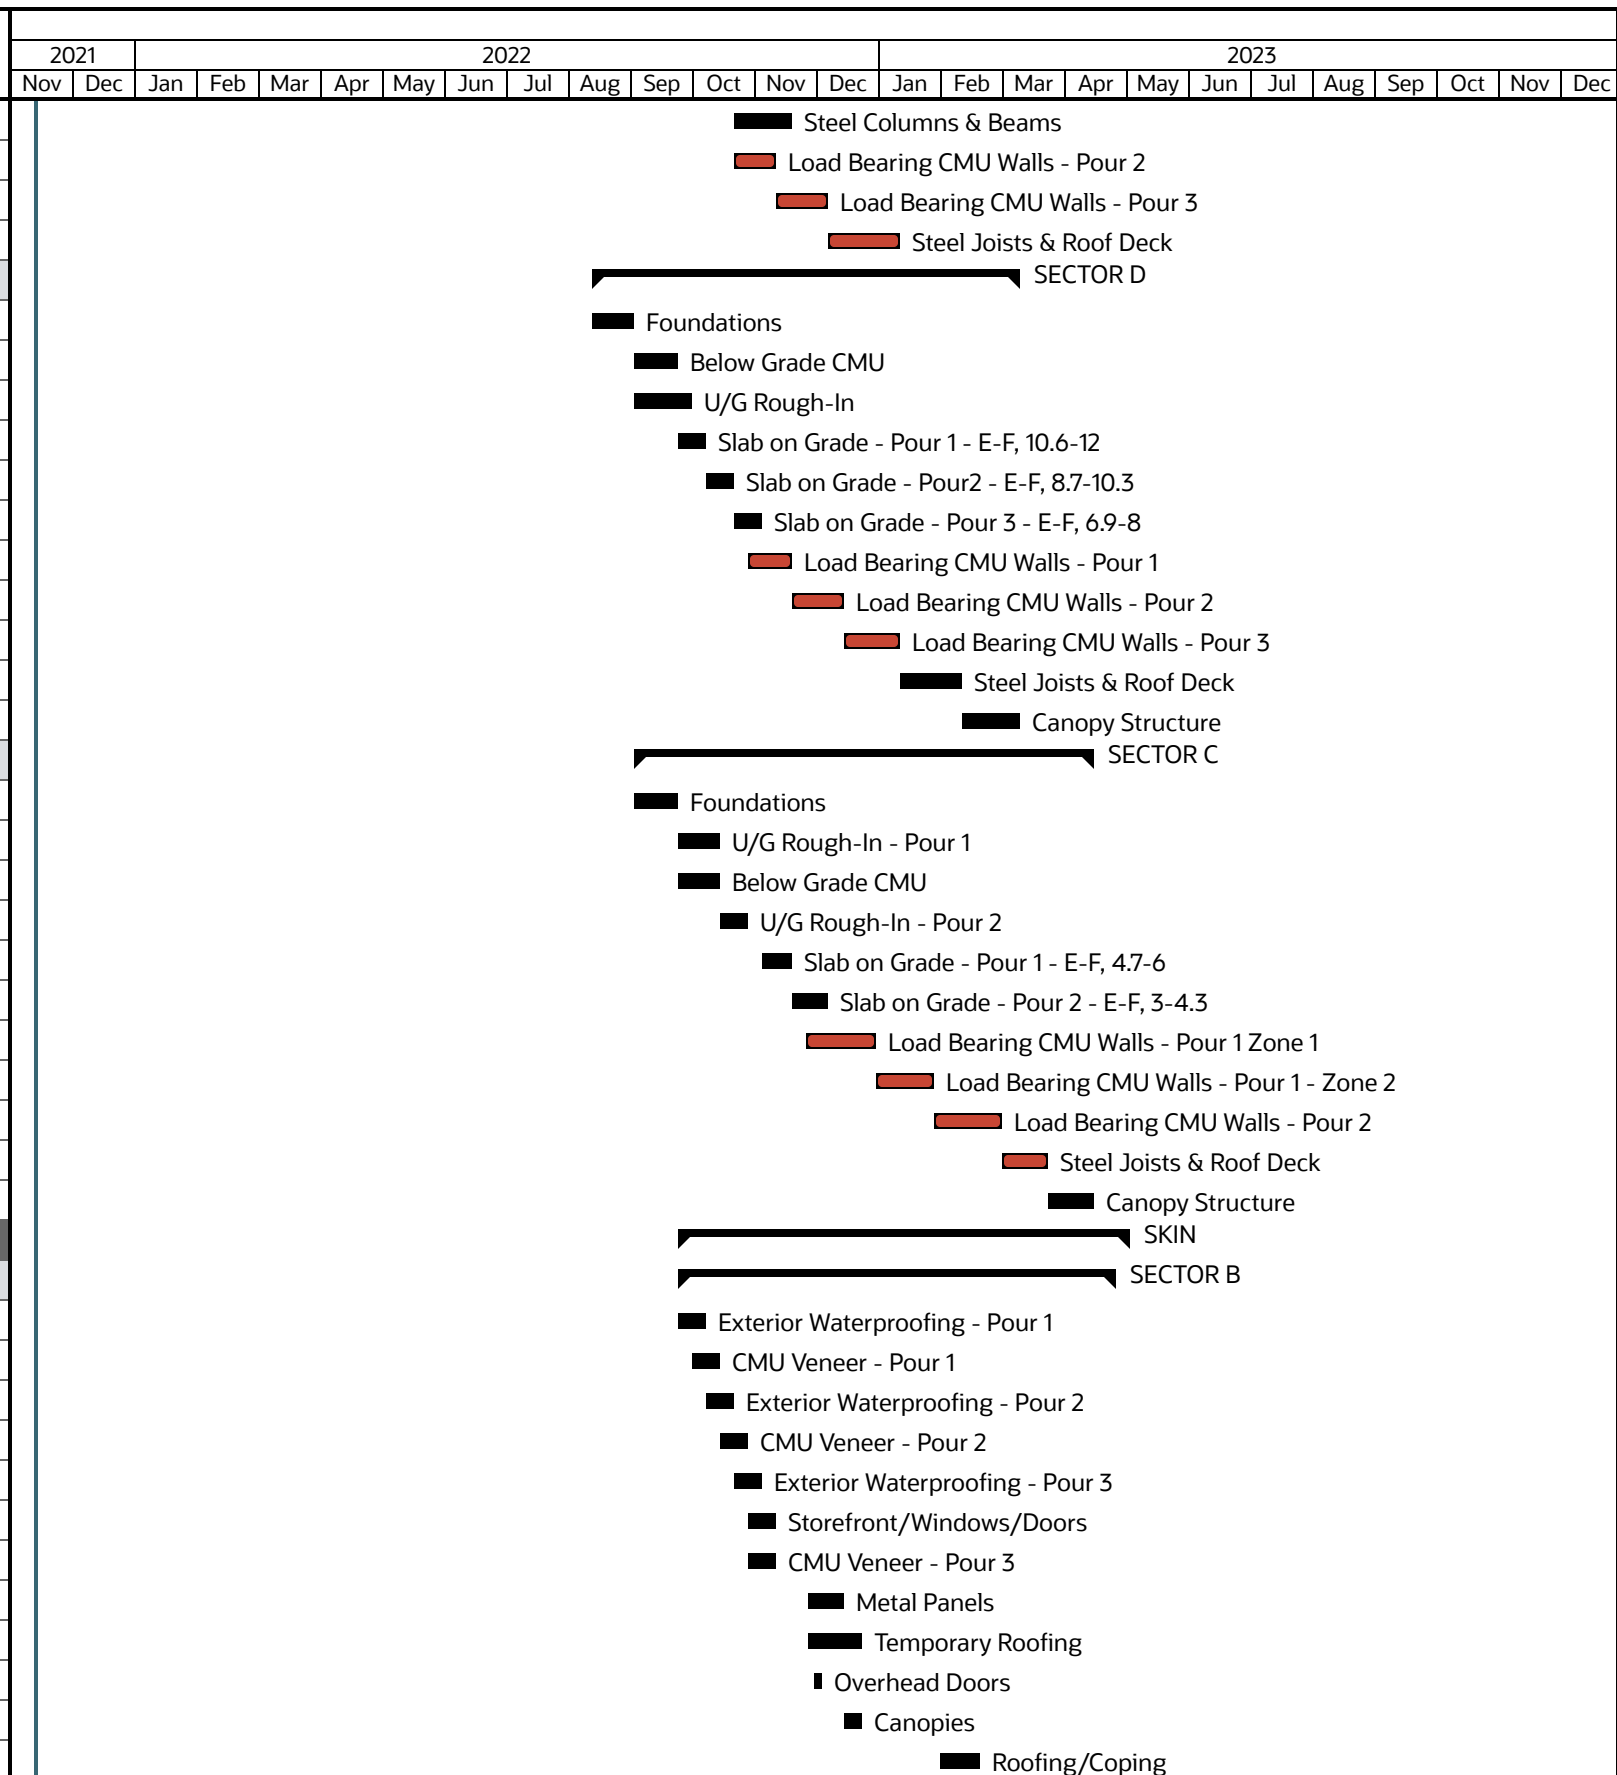 2021 2022 2023
Nov Dec Jan Feb Mar Apr May Jun Jul Aug Sep Oct Nov Dec Jan Feb Mar Apr May Jun Jul Aug Sep Oct Nov Dec
Steel Columns & Beams
Load Bearing CMU Walls - Pour 2
Load Bearing CMU Walls - Pour 3
Steel Joists & Roof Deck
SECTOR D
Foundations
Below Grade CMU
U/G Rough-In
Slab on Grade - Pour 1 - E-F, 10.6-12
Slab on Grade - Pour2 - E-F, 8.7-10.3
Slab on Grade - Pour 3 - E-F, 6.9-8
Load Bearing CMU Walls - Pour 1
Load Bearing CMU Walls - Pour 2
Load Bearing CMU Walls - Pour 3
Steel Joists & Roof Deck
Canopy Structure
SECTOR C
Foundations
U/G Rough-In - Pour 1
Below Grade CMU
U/G Rough-In - Pour 2
Slab on Grade - Pour 1 - E-F, 4.7-6
Slab on Grade - Pour 2 - E-F, 3-4.3
Load Bearing CMU Walls - Pour 1 Zone 1
Load Bearing CMU Walls - Pour 1 - Zone 2
Load Bearing CMU Walls - Pour 2
Steel Joists & Roof Deck
Canopy Structure
SKIN
SECTOR B
Exterior Waterproofing - Pour 1
CMU Veneer - Pour 1
Exterior Waterproofing - Pour 2
CMU Veneer - Pour 2
Exterior Waterproofing - Pour 3
Storefront/Windows/Doors
CMU Veneer - Pour 3
Metal Panels
Temporary Roofing
Overhead Doors
Canopies
Roofing/Coping